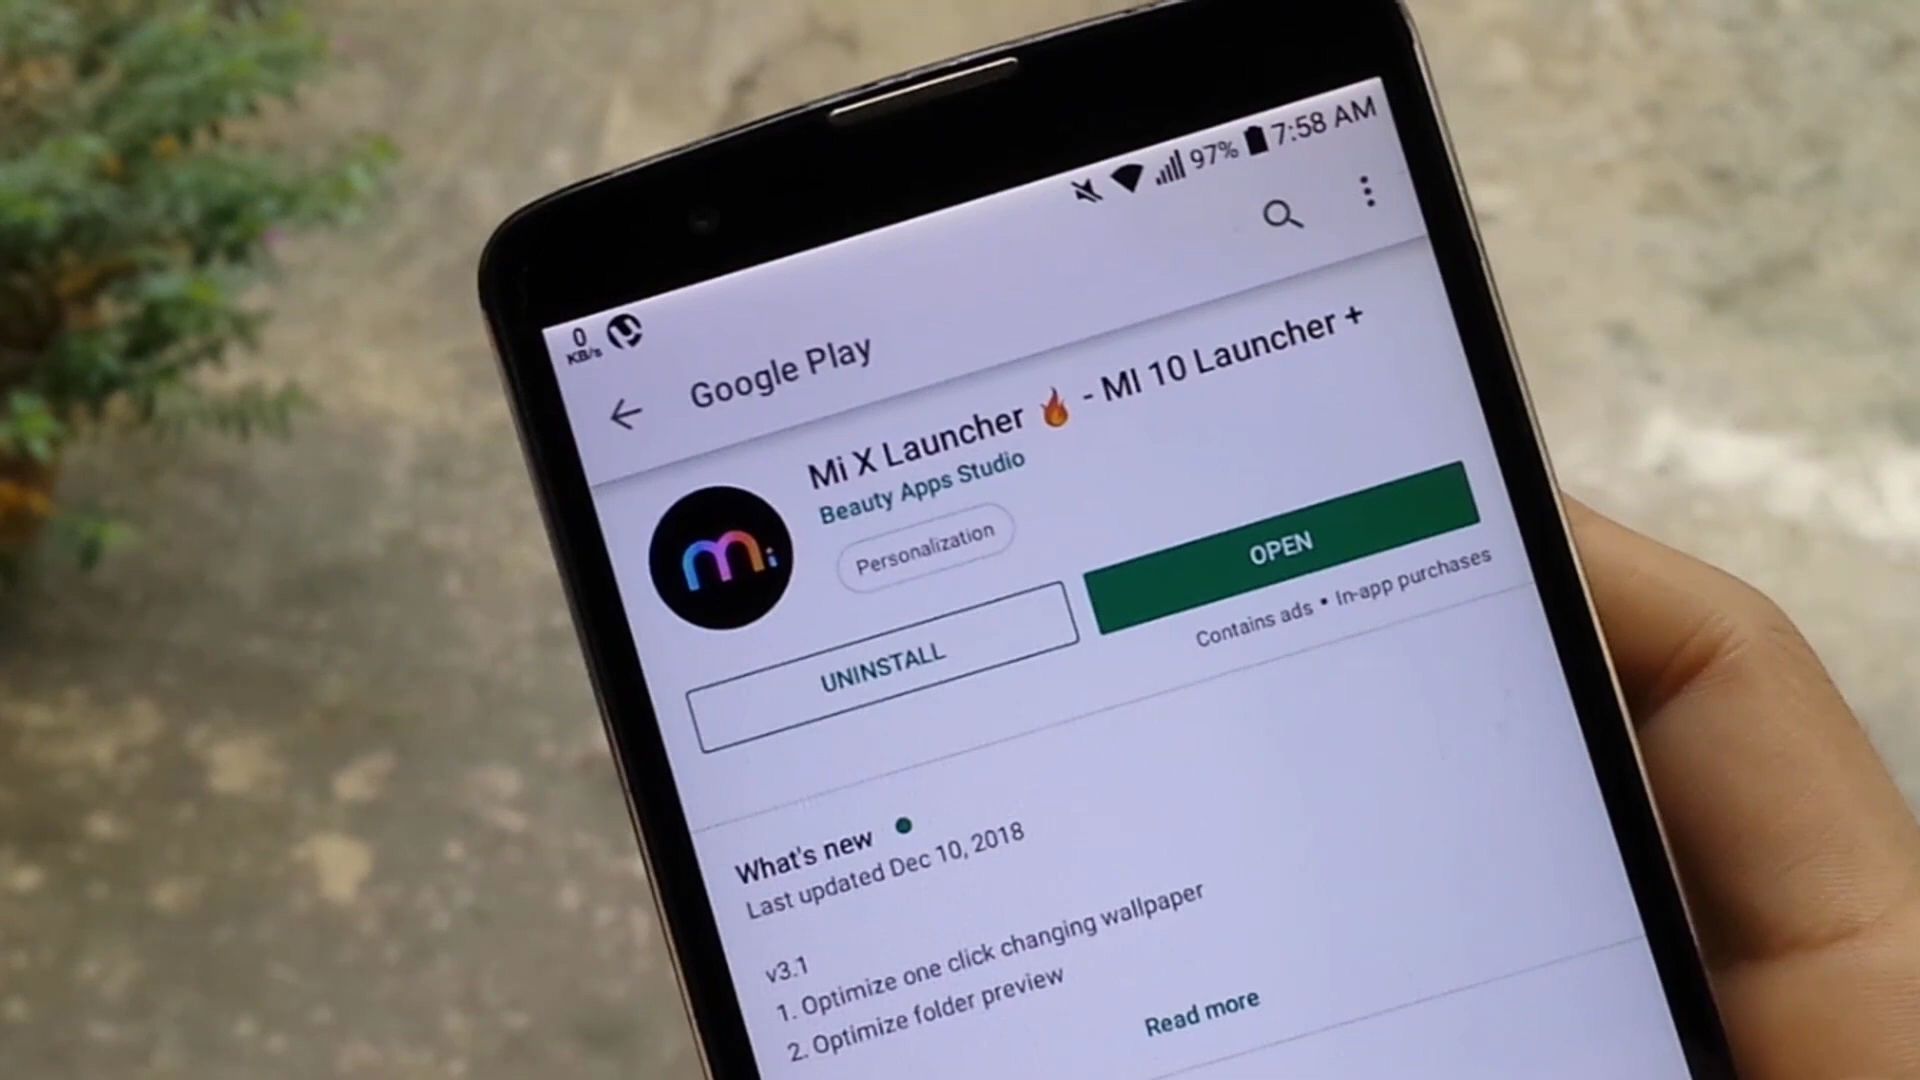 97% 7:58 AM
0
KB/s
Google Play
Mi X Launcher 🔥 - MI 10 Launcher +
Beauty Apps Studio
Personalization
mi
UNINSTALL
OPEN
Contains ads • In-app purchases
What's new
Last updated Dec 10, 2018
v3.1
1. Optimize one click changing wallpaper
2. Optimize folder preview
Read more